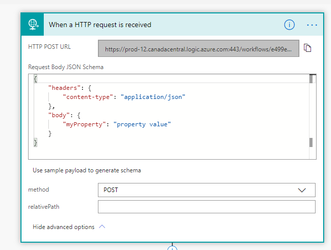 When a HTTP request is received
HTTP POST URL
https://prod-12.canadacentral.logic.azure.com:443/workflows/e499e...
Request Body JSON Schema
{
"headers": {
"content-type": "application/json"
},
"body": {
"myProperty": "property value"
}
}
Use sample payload to generate schema
method
POST
relativePath
Hide advanced options